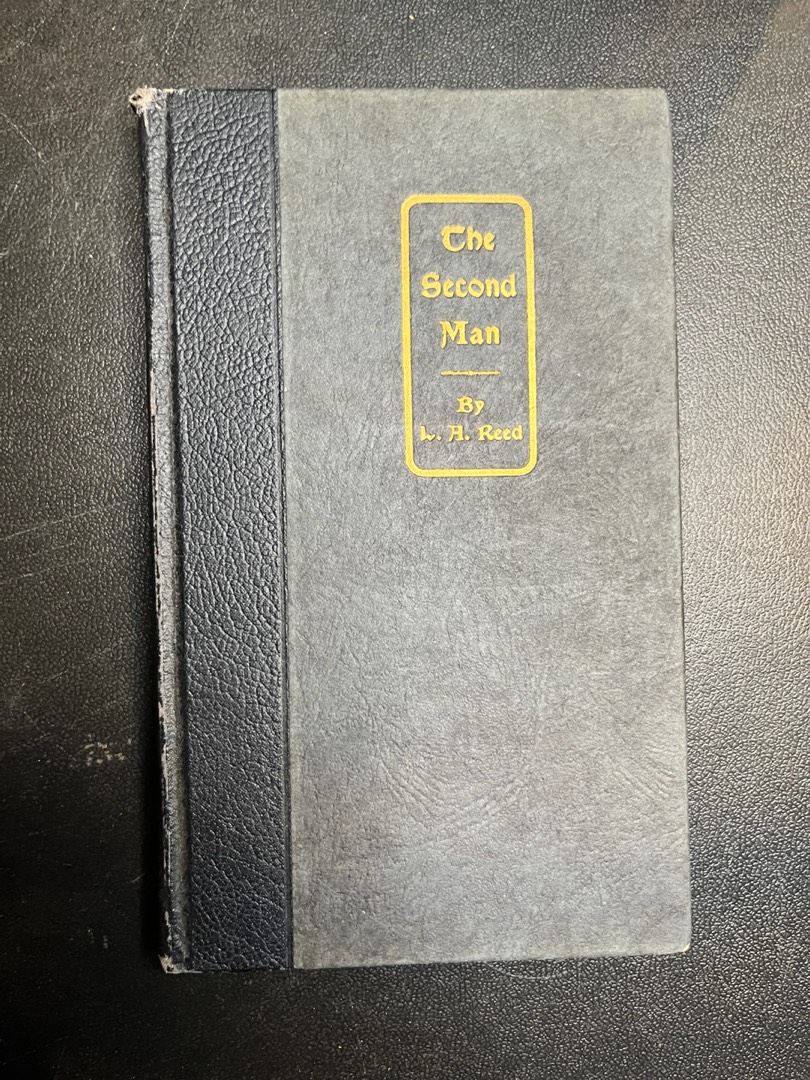 The
Second
Man
By
L. A. Reed